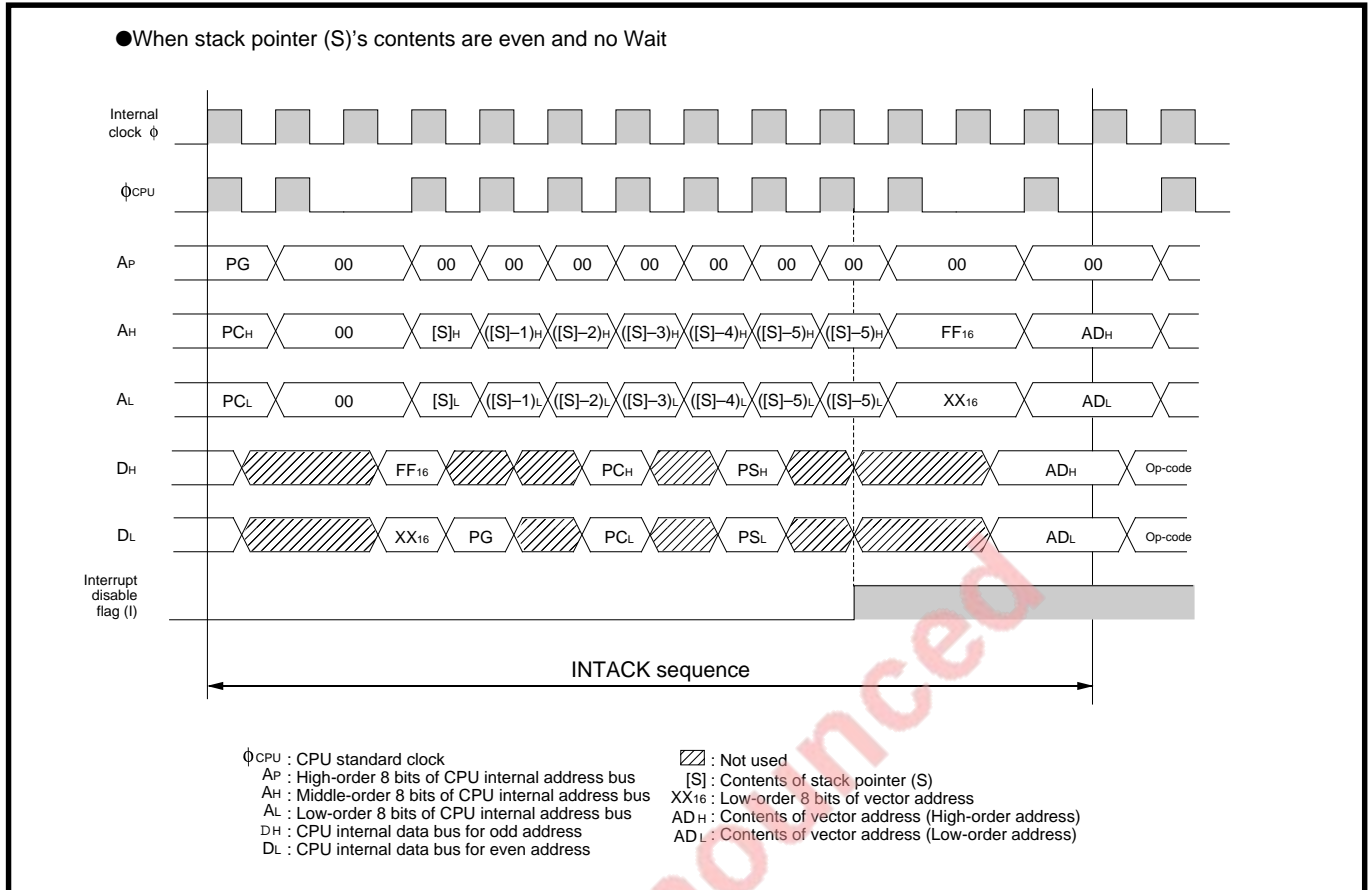 ●When stack pointer (S)’s contents are even and no Wait
Internal
clock ϕ
ϕCPU
AP PG 00 00 00 00 00 00 00 00 00 00
AH PCH 00 [S]H ([S]–1)H ([S]–2)H ([S]–3)H ([S]–4)H ([S]–5)H ([S]–5)H FF16 ADH
AL PCL 00 [S]L ([S]–1)L ([S]–2)L ([S]–3)L ([S]–4)L ([S]–5)L ([S]–5)L XX16 ADL
DH FF16 PCH PSH ADH Op-code
DL XX16 PG PCL PSL ADL Op-code
Interrupt
disable
flag (I)
INTACK sequence
ϕCPU : CPU standard clock
AP : High-order 8 bits of CPU internal address bus
AH : Middle-order 8 bits of CPU internal address bus
AL : Low-order 8 bits of CPU internal address bus
DH : CPU internal data bus for odd address
DL : CPU internal data bus for even address
: Not used
[S] : Contents of stack pointer (S)
XX16 : Low-order 8 bits of vector address
ADH : Contents of vector address (High-order address)
ADL : Contents of vector address (Low-order address)